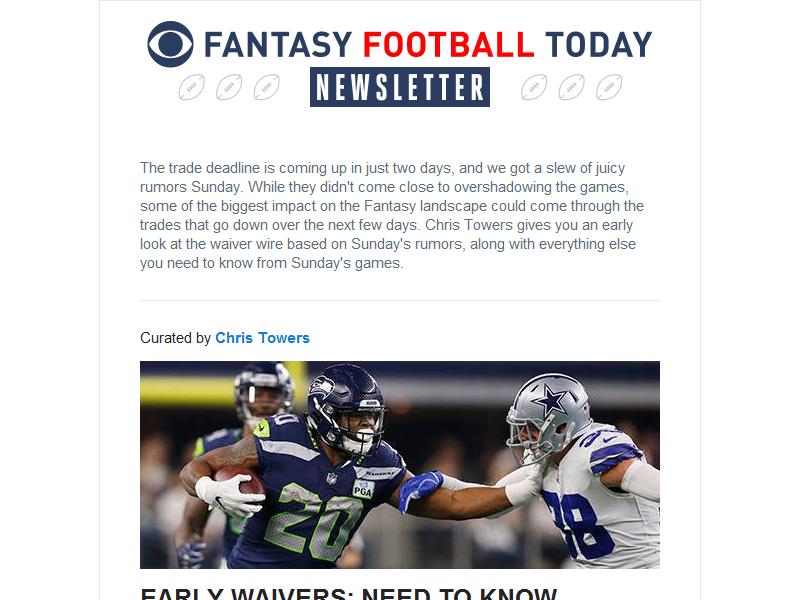 FANTASY FOOTBALL TODAY
NEWSLETTER
The trade deadline is coming up in just two days, and we got a slew of juicy
rumors Sunday. While they didn't come close to overshadowing the games,
some of the biggest impact on the Fantasy landscape could come through the
trades that go down over the next few days. Chris Towers gives you an early
look at the waiver wire based on Sunday's rumors, along with everything else
you need to know from Sunday's games.
Curated by Chris Towers
20
SEAHAWKS
PGA
20
88
EARLY WAIVERS: NEED TO KNOW